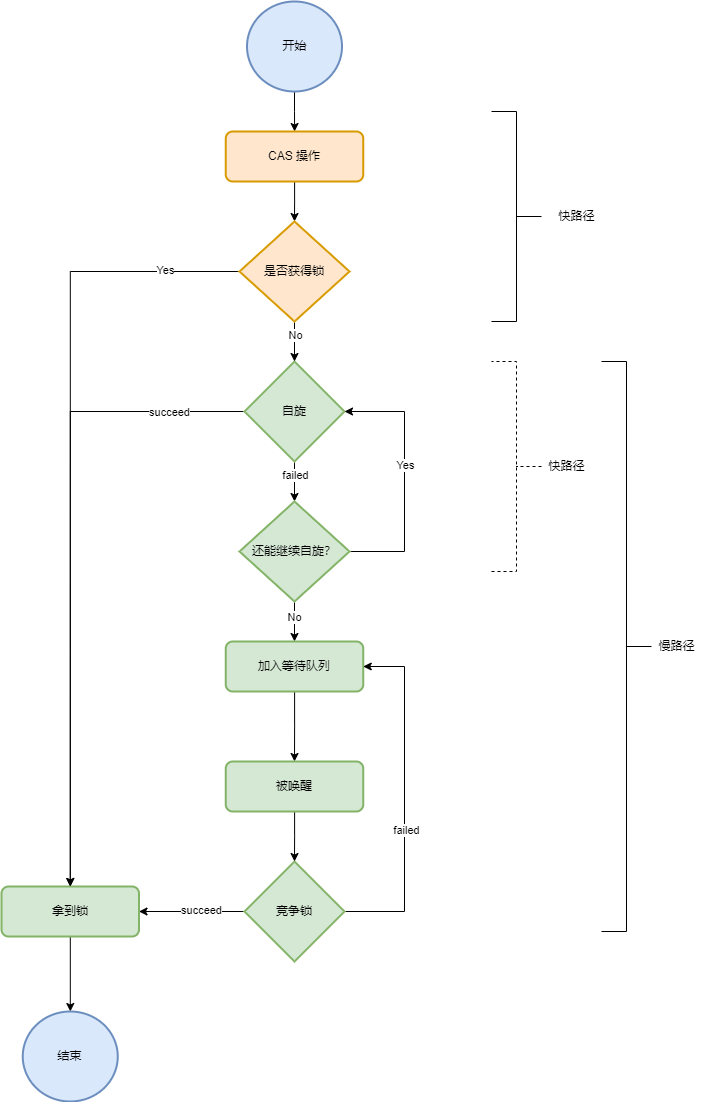 开始
CAS 操作
快路径
是否获得锁
Yes
No
自旋
succeed
failed
Yes
快路径
还能继续自旋？
No
慢路径
加入等待队列
被唤醒
failed
竞争锁
succeed
拿到锁
结束